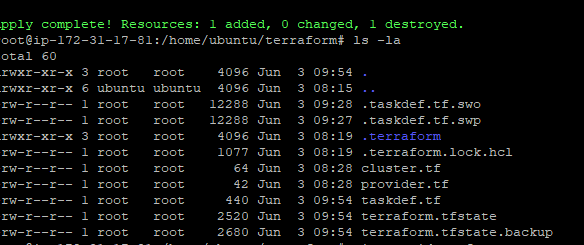 pply complete! Resources: 1 added, 0 changed, 1 destroyed.
root@ip-172-31-17-81:/home/ubuntu/terraform# ls -la
otal 60
rwxr-xr-x 3 root root 4096 Jun 3 09:54 .
rwxr-xr-x 6 ubuntu ubuntu 4096 Jun 3 08:15 ..
rw-r--r-- 1 root root 12288 Jun 3 09:28 .taskdef.tf.swo
rw-r--r-- 1 root root 12288 Jun 3 09:27 .taskdef.tf.swp
rwxr-xr-x 3 root root 4096 Jun 3 08:19 .terraform
rw-r--r-- 1 root root 1077 Jun 3 08:19 .terraform.lock.hcl
rw-r--r-- 1 root root 64 Jun 3 08:28 cluster.tf
rw-r--r-- 1 root root 42 Jun 3 08:28 provider.tf
rw-r--r-- 1 root root 440 Jun 3 09:54 taskdef.tf
rw-r--r-- 1 root root 2520 Jun 3 09:54 terraform.tfstate
rw-r--r-- 1 root root 2680 Jun 3 09:54 terraform.tfstate.backup